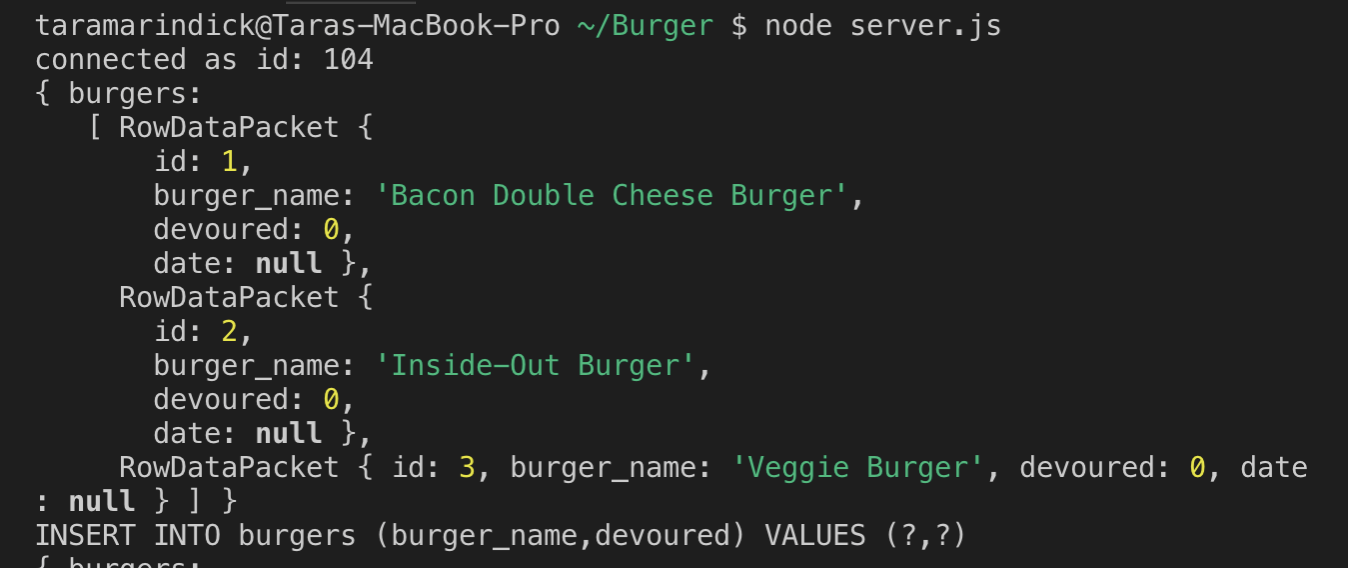 taramarindick@Taras-MacBook-Pro ~/Burger $ node server.js
connected as id: 104
{ burgers:
   [ RowDataPacket {
       id: 1,
       burger_name: 'Bacon Double Cheese Burger',
       devoured: 0,
       date: null },
     RowDataPacket {
       id: 2,
       burger_name: 'Inside-Out Burger',
       devoured: 0,
       date: null },
     RowDataPacket { id: 3, burger_name: 'Veggie Burger', devoured: 0, date
: null } ] }
INSERT INTO burgers (burger_name,devoured) VALUES (?,?)
{ burgers: